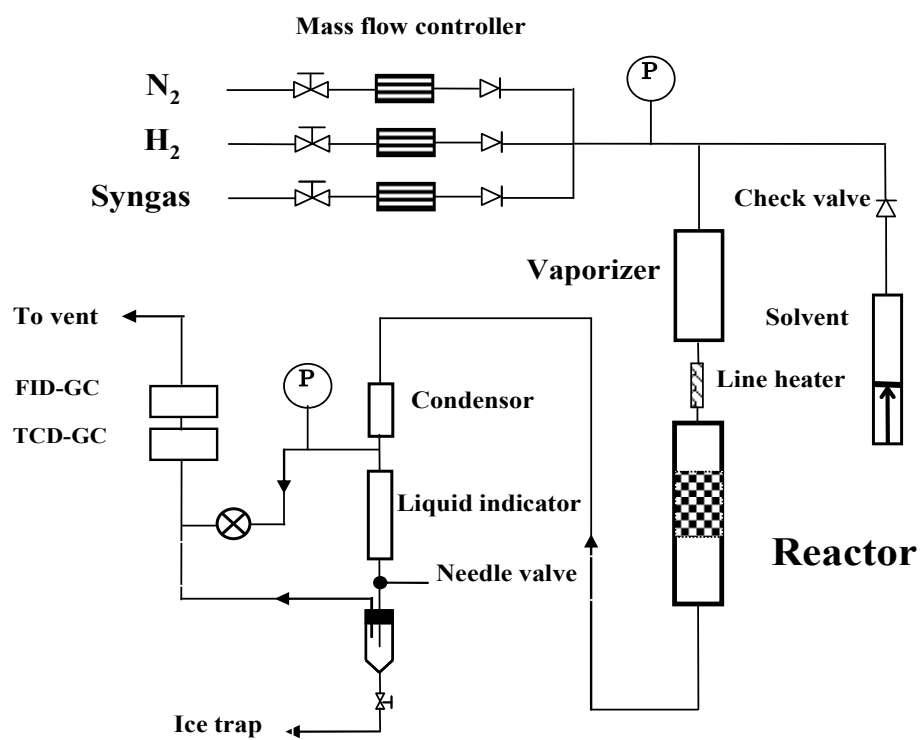 Mass flow controller
N2
P
H2
Syngas
Check valve
Vaporizer
To vent
Solvent
P
Line heater
FID-GC
Condensor
TCD-GC
Liquid indicator
Reactor
Needle valve
Ice trap